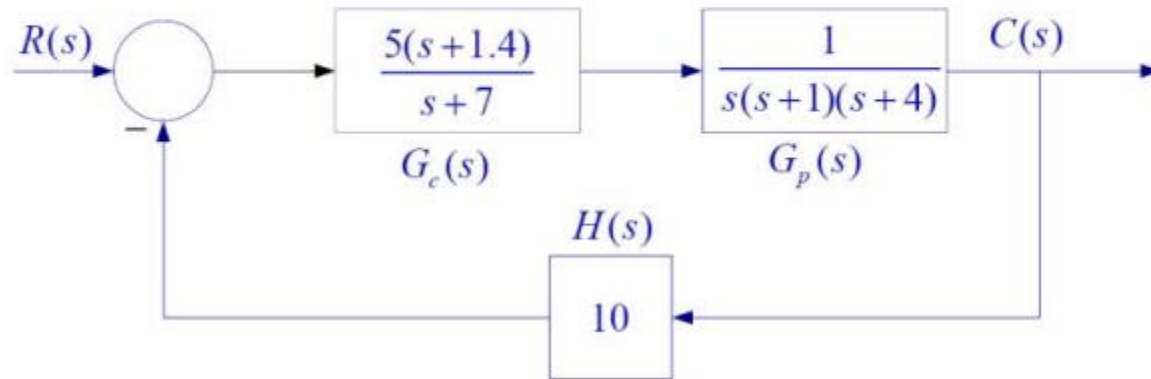 R(s)
5(s+1.4)
s+7
G_c(s)
1
s(s+1)(s+4)
G_p(s)
C(s)
−
H(s)
10